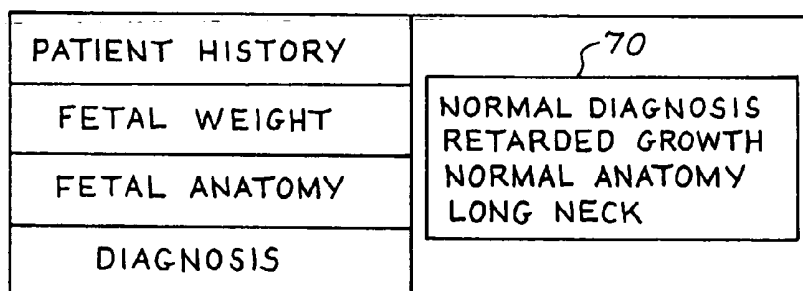 PATIENT HISTORY
FETAL WEIGHT
FETAL ANATOMY
DIAGNOSIS
70
NORMAL DIAGNOSIS
RETARDED GROWTH
NORMAL ANATOMY
LONG NECK